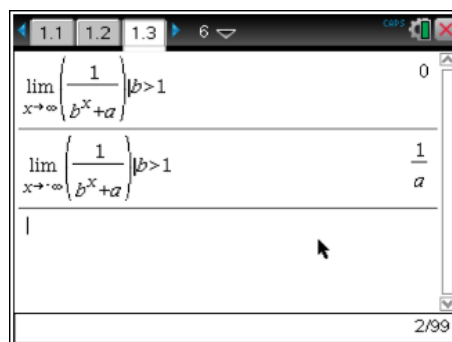 1.1 1.2 1.3 6 CAPS
lim x→∞ (1/(b^x+a))|b>1 0
lim x→-∞ (1/(b^x+a))|b>1 1/a
2/99